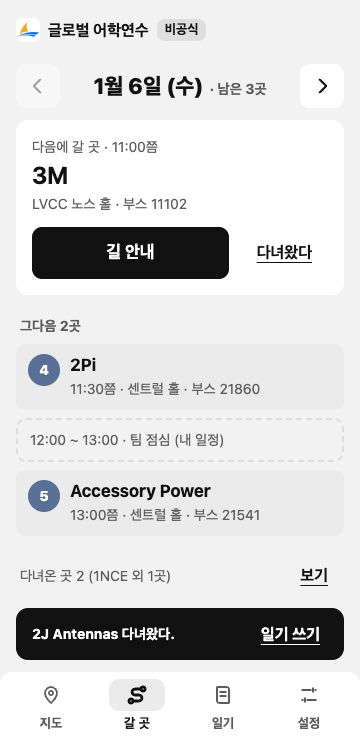 글로벌 어학연수 비공식
1월 6일 (수) · 남은 3곳
다음에 갈 곳 · 11:00쯤
3M
LVCC 노스 홀 · 부스 11102
길 안내 다녀왔다
그다음 2곳
4 2Pi
11:30쯤 · 센트럴 홀 · 부스 21860
12:00 ~ 13:00 · 팀 점심 (내 일정)
5 Accessory Power
13:00쯤 · 센트럴 홀 · 부스 21541
다녀온 곳 2 (1NCE 외 1곳) 보기
2J Antennas 다녀왔다. 일기 쓰기
지도 갈 곳 일기 설정